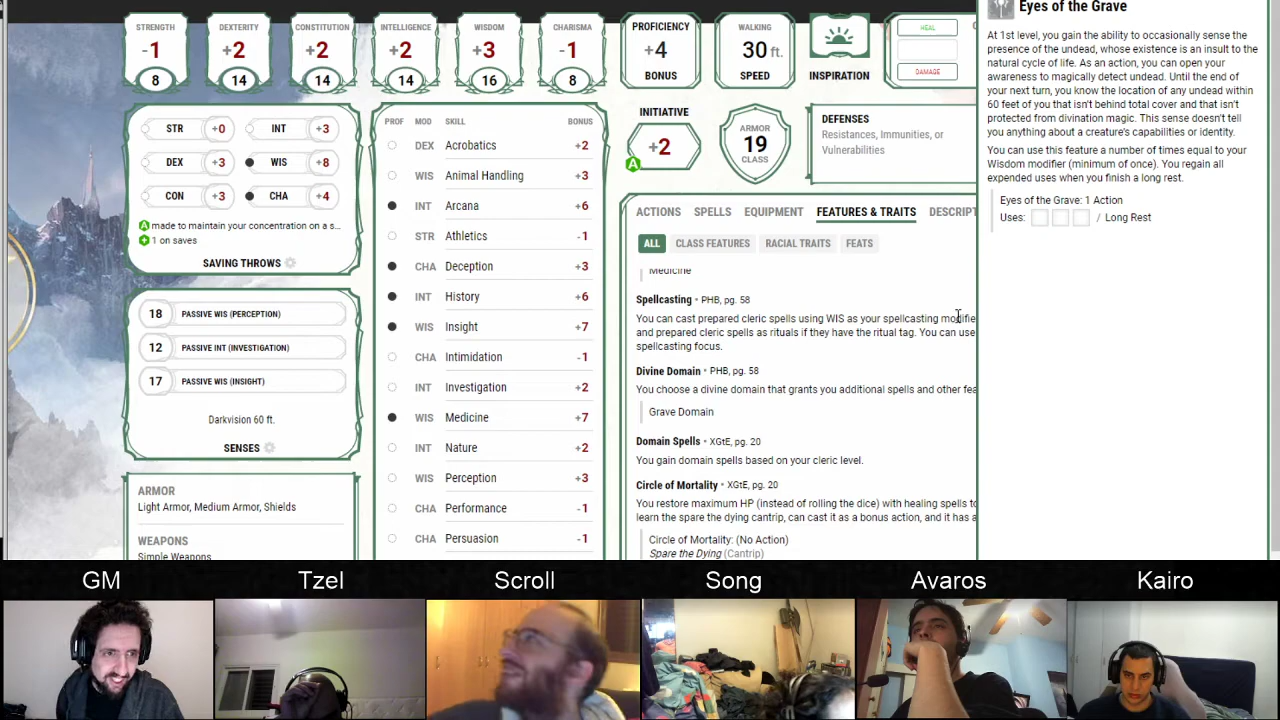 STRENGTH
-1
8
DEXTERITY
+2
14
CONSTITUTION
+2
14
INTELLIGENCE
+2
14
WISDOM
+3
16
CHARISMA
-1
8
PROFICIENCY
+4
BONUS
WALKING
30 ft.
SPEED
INSPIRATION
HEAL
DAMAGE
STR +0
INT +3
DEX +3
WIS +8
CON +3
CHA +4
A made to maintain your concentration on a s...
1 on saves
SAVING THROWS
18 PASSIVE WIS (PERCEPTION)
12 PASSIVE INT (INVESTIGATION)
17 PASSIVE WIS (INSIGHT)
Darkvision 60 ft.
SENSES
ARMOR
Light Armor, Medium Armor, Shields
WEAPONS
Simple Weapons
PROF MOD SKILL BONUS
DEX Acrobatics +2
WIS Animal Handling +3
INT Arcana +6
STR Athletics -1
CHA Deception +3
INT History +6
WIS Insight +7
CHA Intimidation -1
INT Investigation +2
WIS Medicine +7
INT Nature +2
WIS Perception +3
CHA Performance -1
CHA Persuasion -1
INITIATIVE
+2
A
ARMOR
19
CLASS
DEFENSES
Resistances, Immunities, or
Vulnerabilities
ACTIONS SPELLS EQUIPMENT FEATURES & TRAITS DESCRIPT
ALL CLASS FEATURES RACIAL TRAITS FEATS
Medicine
Spellcasting • PHB, pg. 58
You can cast prepared cleric spells using WIS as your spellcasting modifie
and prepared cleric spells as rituals if they have the ritual tag. You can use
spellcasting focus.
Divine Domain • PHB, pg. 58
You choose a divine domain that grants you additional spells and other fea
Grave Domain
Domain Spells • XGtE, pg. 20
You gain domain spells based on your cleric level.
Circle of Mortality • XGtE, pg. 20
You restore maximum HP (instead of rolling the dice) with healing spells to
learn the spare the dying cantrip, can cast it as a bonus action, and it has a
Circle of Mortality: (No Action)
Spare the Dying (Cantrip)
Eyes of the Grave
At 1st level, you gain the ability to occasionally sense the
presence of the undead, whose existence is an insult to the
natural cycle of life. As an action, you can open your
awareness to magically detect undead. Until the end of
your next turn, you know the location of any undead within
60 feet of you that isn't behind total cover and that isn't
protected from divination magic. This sense doesn't tell
you anything about a creature's capabilities or identity.
You can use this feature a number of times equal to your
Wisdom modifier (minimum of once). You regain all
expended uses when you finish a long rest.
Eyes of the Grave: 1 Action
Uses: / Long Rest
GM
Tzel
Scroll
Song
Avaros
Kairo